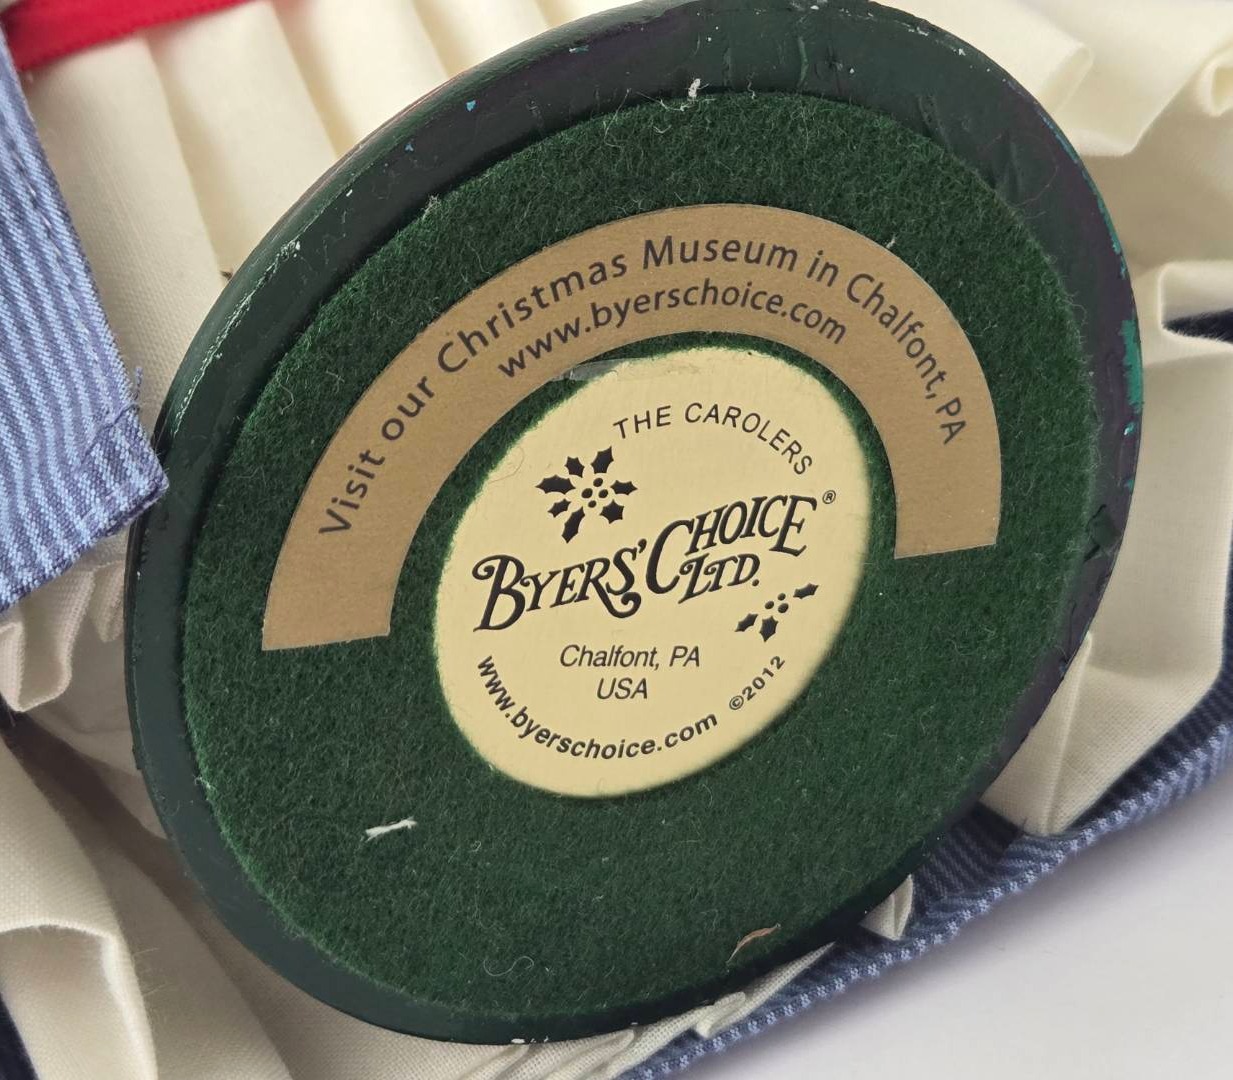 Visit our Christmas Museum in Chalfont, PA
www.byerschoice.com
THE CAROLERS
BYERS' CHOICE®
LTD.
Chalfont, PA
USA
www.byerschoice.com ©2012